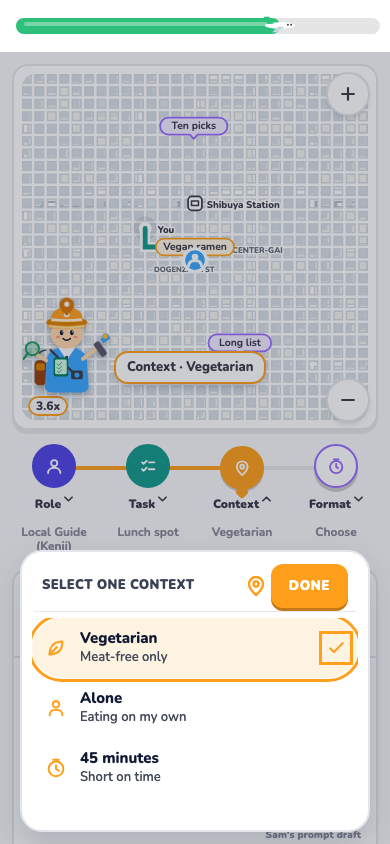 +
Ten picks
Shibuya Station
You
Vegan ramen
CENTER-GAI
ST
Long list
Context · Vegetarian
3.6x
−
Role
Task
Context
Format
Local Guide
(Kenji)
Lunch spot
Vegetarian
Choose
SELECT ONE CONTEXT
DONE
Vegetarian
Meat-free only
Alone
Eating on my own
45 minutes
Short on time
Sam's prompt draft